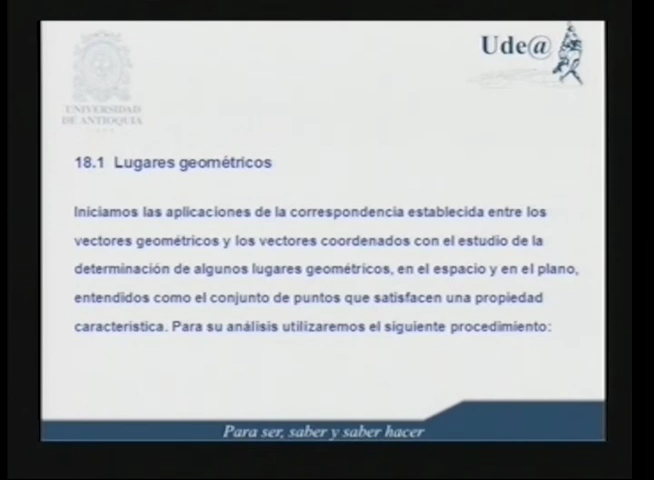 Ude@
UNIVERSIDAD
DE ANTIOQUIA
18.1 Lugares geométricos
Iniciamos las aplicaciones de la correspondencia establecida entre los
vectores geométricos y los vectores coordenados con el estudio de la
determinación de algunos lugares geométricos, en el espacio y en el plano,
entendidos como el conjunto de puntos que satisfacen una propiedad
característica. Para su análisis utilizaremos el siguiente procedimiento:
Para ser, saber y saber hacer